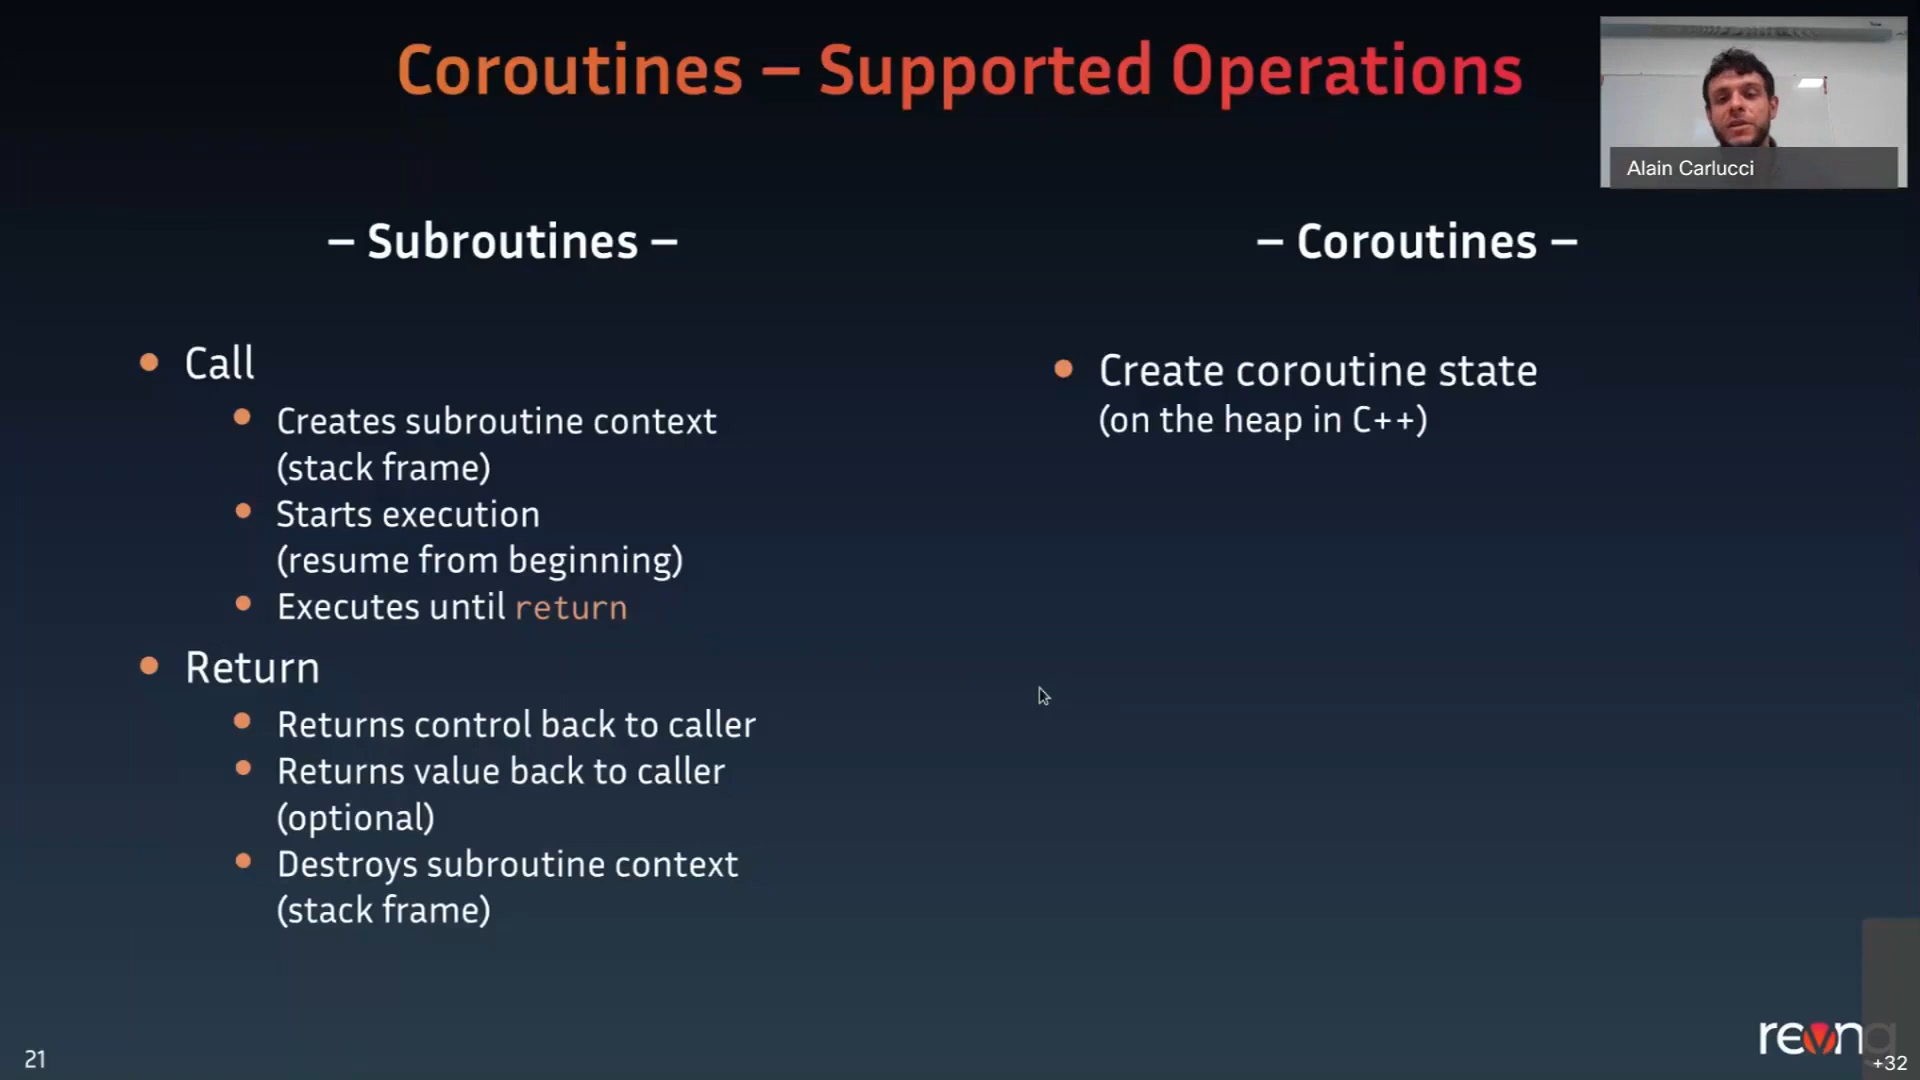 Coroutines – Supported Operations
Alain Carlucci
– Subroutines –
Call
Creates subroutine context
(stack frame)
Starts execution
(resume from beginning)
Executes until return
Return
Returns control back to caller
Returns value back to caller
(optional)
Destroys subroutine context
(stack frame)
– Coroutines –
Create coroutine state
(on the heap in C++)
21
revng
+32